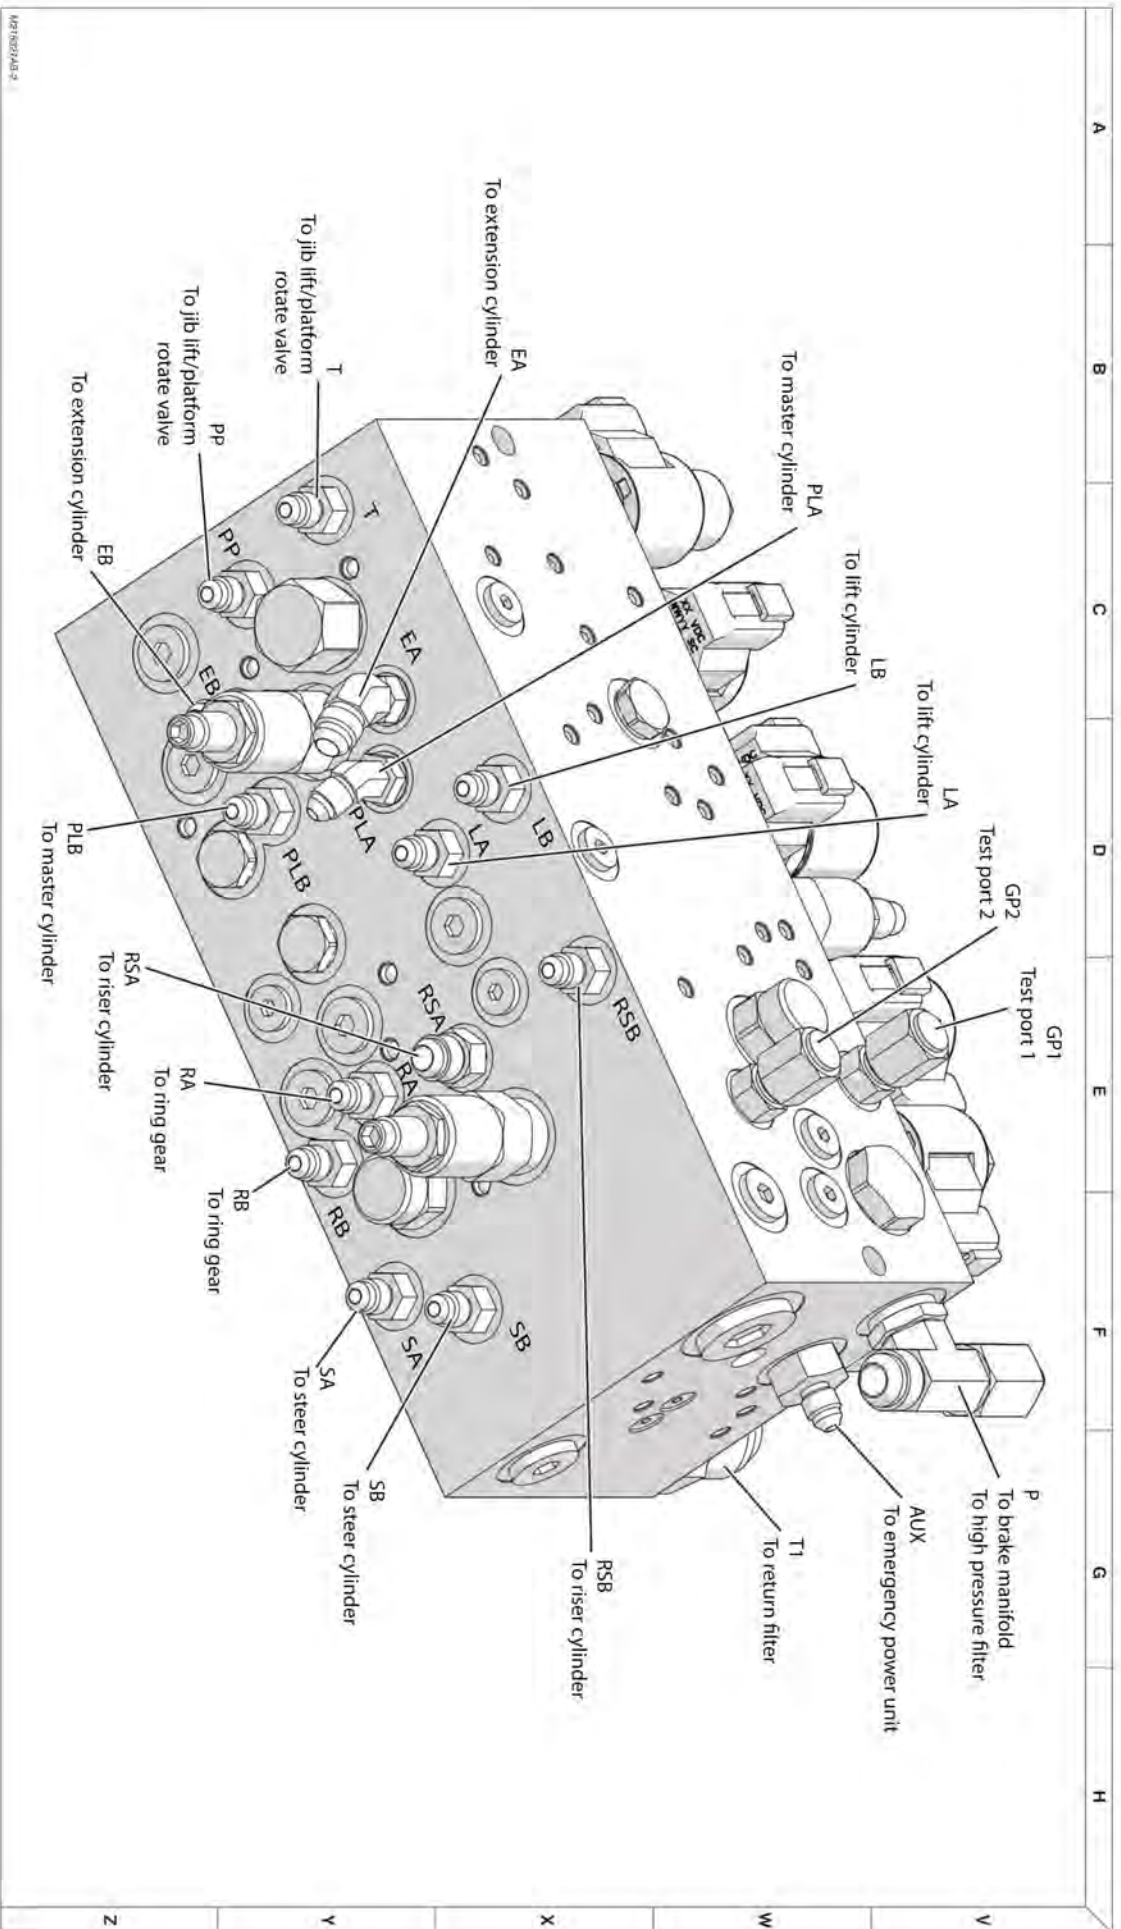 A
B
C
D
E
F
G
H
V
W
X
Y
Z
GP1
Test port 1
GP2
Test port 2
LA
To lift cylinder
LB
To lift cylinder
PLA
To master cylinder
EA
To extension cylinder
T
To jib lift/platform
rotate valve
PP
To jib lift/platform
rotate valve
EB
To extension cylinder
P
To brake manifold
To high pressure filter
AUX
To emergency power unit
T1
To return filter
RSB
To riser cylinder
SB
To steer cylinder
SA
To steer cylinder
RB
To ring gear
RA
To ring gear
RSA
To riser cylinder
PLB
To master cylinder
T
PP
EA
EB
PLA
PLB
LB
LA
RSB
RSA
RA
RB
SB
SA
XX VDC